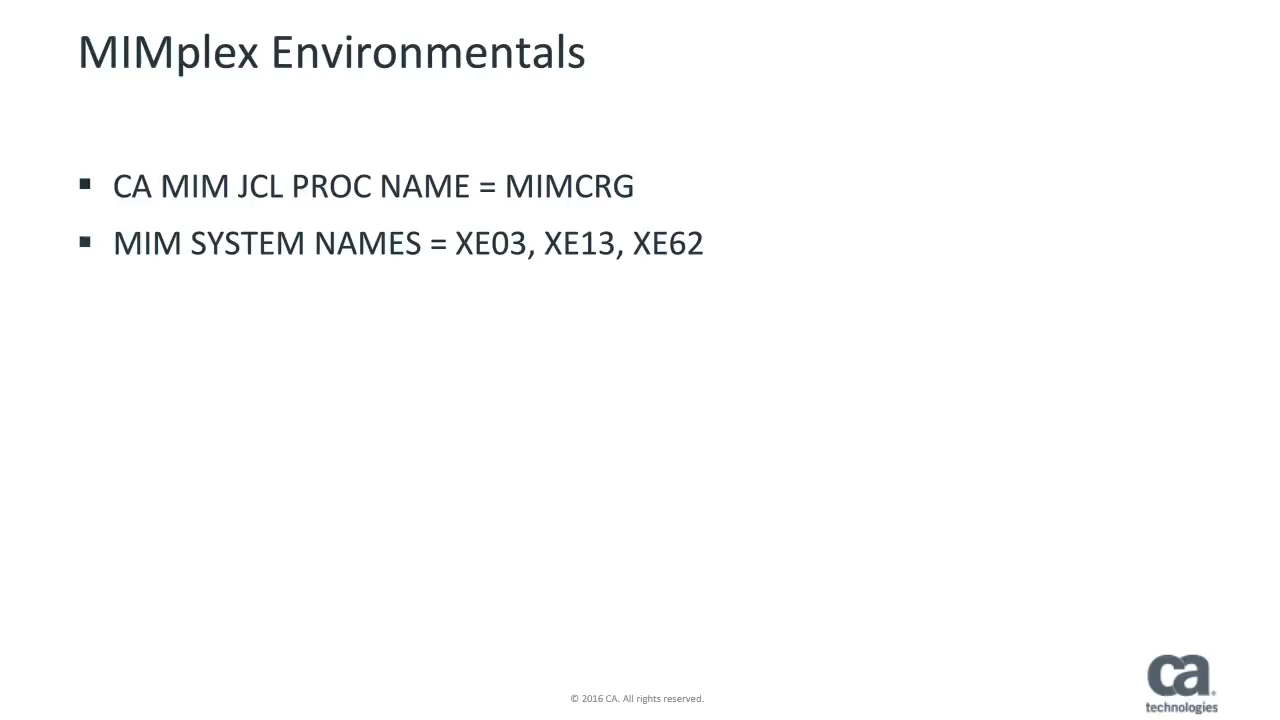 MIMplex Environmentals
▪ CA MIM JCL PROC NAME = MIMCRG
▪ MIM SYSTEM NAMES = XE03, XE13, XE62
© 2016 CA. All rights reserved.
ca
technologies